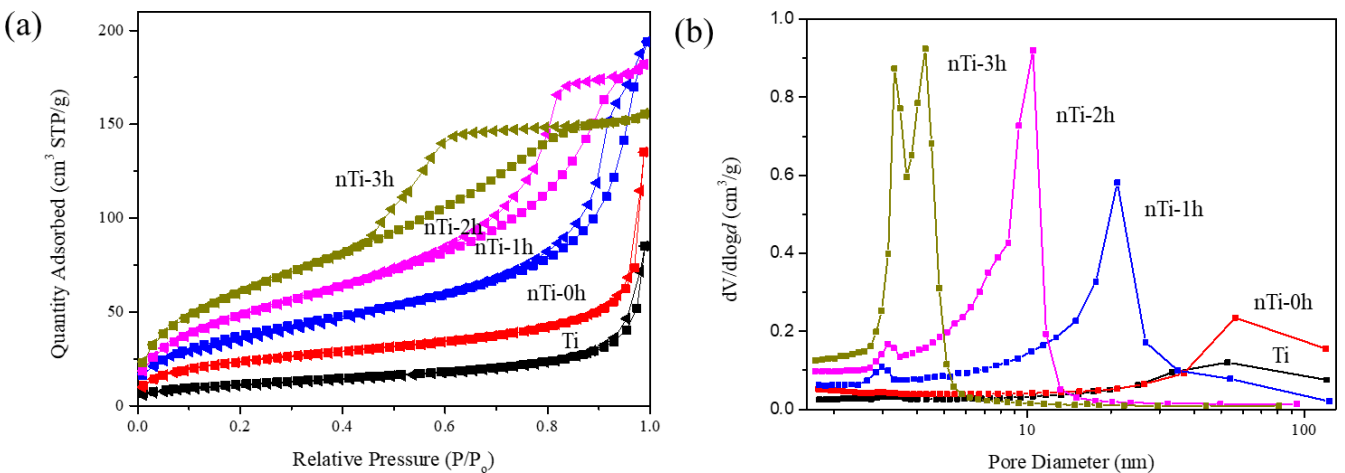 (a)
200
150
100
50
0
Quantity Adsorbed (cm³ STP/g)
nTi-3h
nTi-2h
nTi-1h
nTi-0h
Ti
0.0 0.2 0.4 0.6 0.8 1.0
Relative Pressure (P/Pₒ)
(b)
1.0
0.8
0.6
0.4
0.2
0.0
dV/dlogd (cm³/g)
nTi-3h
nTi-2h
nTi-1h
nTi-0h
Ti
10 100
Pore Diameter (nm)